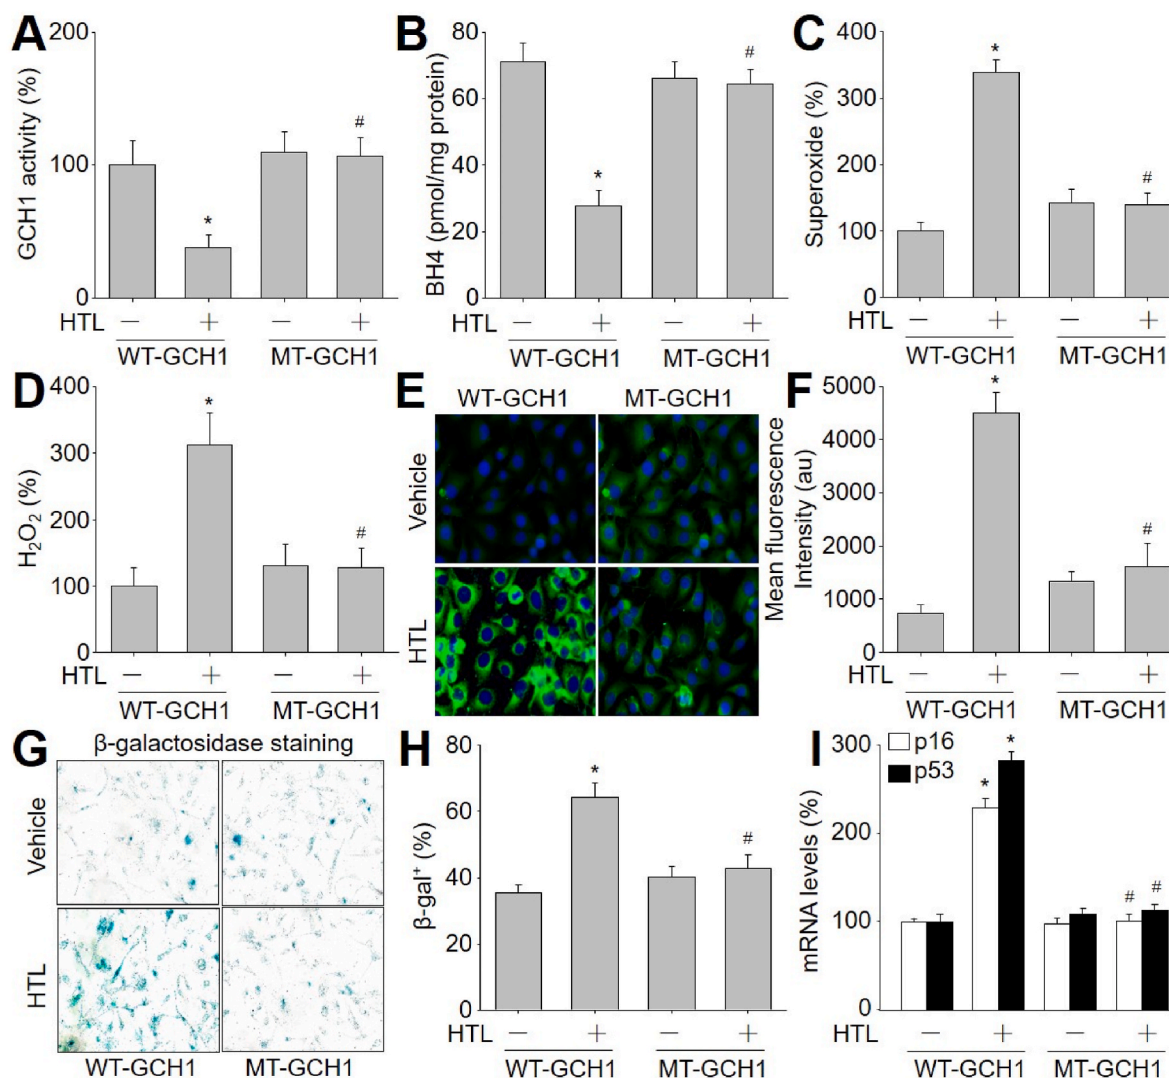 A
GCH1 activity (%)
200
100
0
HTL
— + — +
* #
WT-GCH1 MT-GCH1
B
BH4 (pmol/mg protein)
80
60
40
20
0
HTL
— + — +
* #
WT-GCH1 MT-GCH1
C
Superoxide (%)
400
300
200
100
0
HTL
— + — +
* #
WT-GCH1 MT-GCH1
D
H₂O₂ (%)
400
300
200
100
0
HTL
— + — +
* #
WT-GCH1 MT-GCH1
E
WT-GCH1 MT-GCH1
Vehicle
HTL
F
Mean fluorescence
Intensity (au)
5000
4000
3000
2000
1000
0
HTL
— + — +
* #
WT-GCH1 MT-GCH1
G
β-galactosidase staining
Vehicle
HTL
WT-GCH1 MT-GCH1
H
β-gal⁺ (%)
80
60
40
20
0
HTL
— + — +
* #
WT-GCH1 MT-GCH1
I
mRNA levels (%)
300
200
100
0
p16
p53
* * # #
HTL
— + — +
WT-GCH1 MT-GCH1